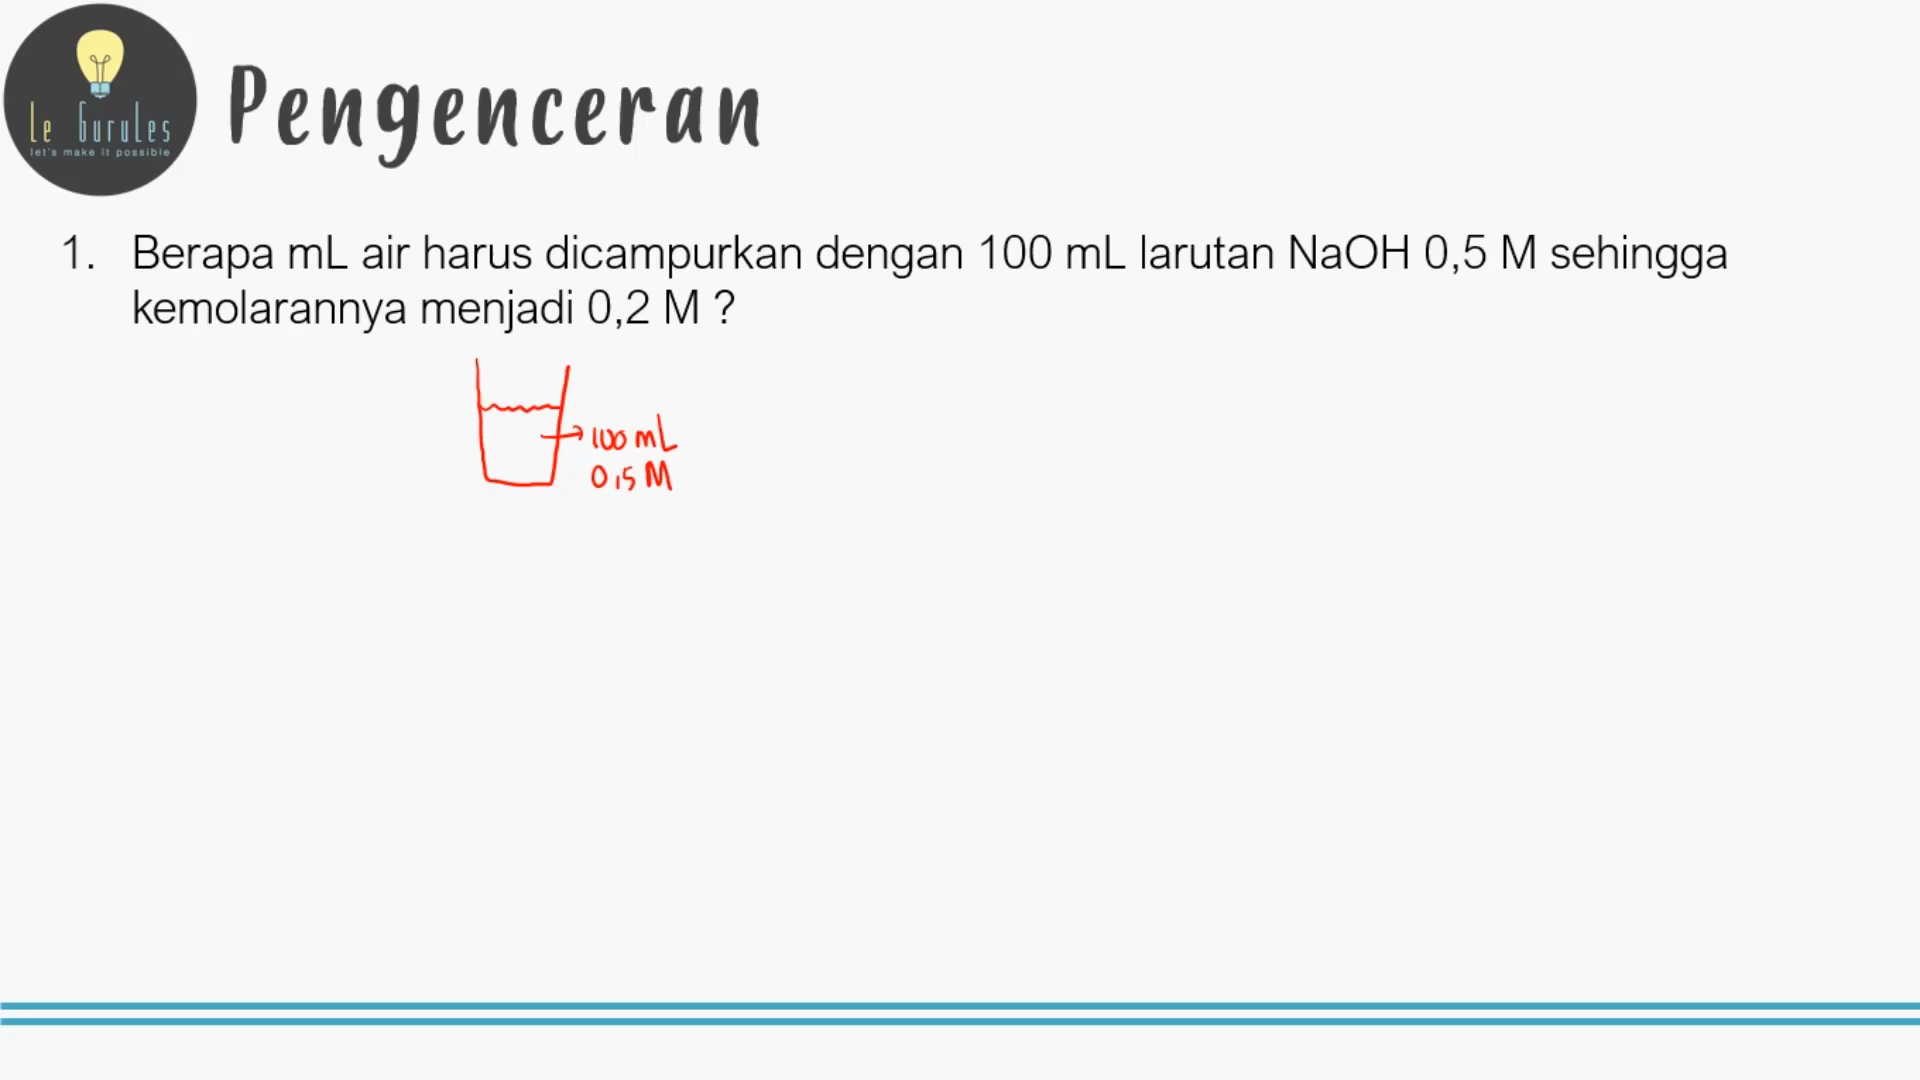 le gurules
let's make it possible
Pengenceran
1. Berapa mL air harus dicampurkan dengan 100 mL larutan NaOH 0,5 M sehingga
kemolarannya menjadi 0,2 M ?
100 mL
0,5 M